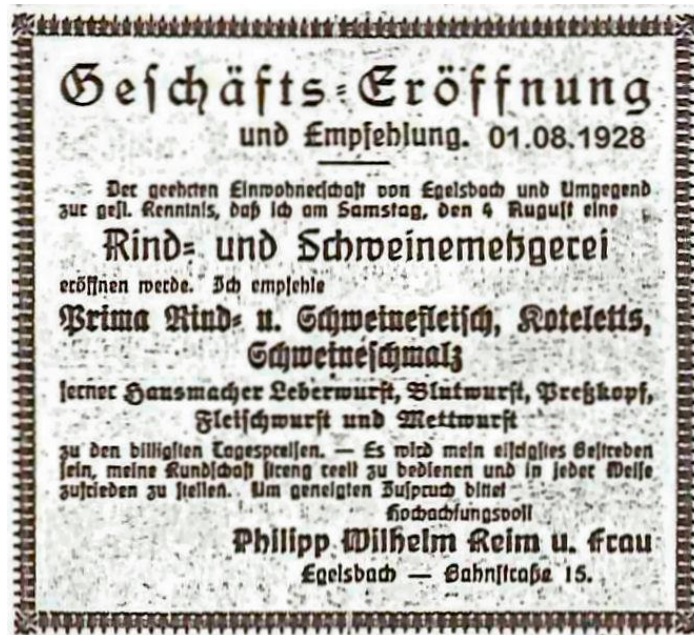 Geschäfts=Eröffnung
und Empfehlung. 01.08.1928
Der geehrten Einwohnerschaft von Egelsbach und Umgegend
zur gefl. Kenntnis, daß ich am Samstag, den 4 August eine
Rind= und Schweinemetzgerei
eröffnen werde. Ich empfehle
Prima Rind= u. Schweinefleisch, Koteletts,
Schweineschmalz
ferner Hausmacher Leberwurst, Blutwurst, Preßkopf,
Fleischwurst und Mettwurst
zu den billigsten Tagespreisen. — Es wird mein eifrigstes Bestreben
sein, meine Kundschaft streng reell zu bedienen und in jeder Weise
zufrieden zu stellen. Um geneigten Zuspruch bittet
Hochachtungsvoll
Philipp Wilhelm Keim u. Frau
Egelsbach — Bahnstraße 15.